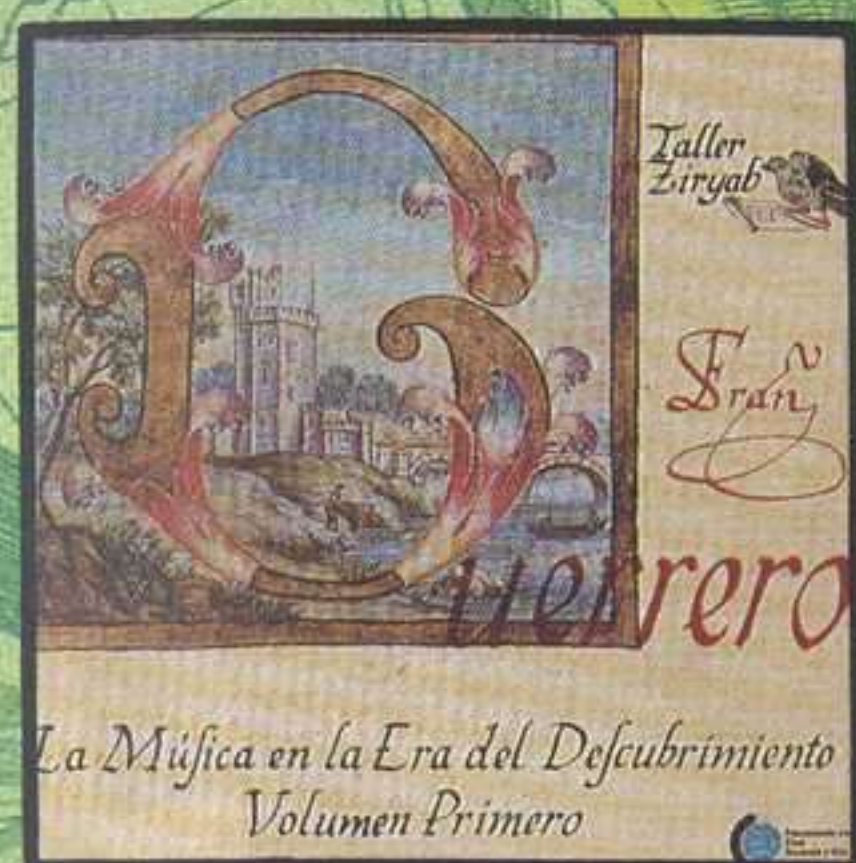 Taller
Ziryab
Fran
Guerrero
La Múſica en la Era del Deſcubrimiento
Volumen Primero